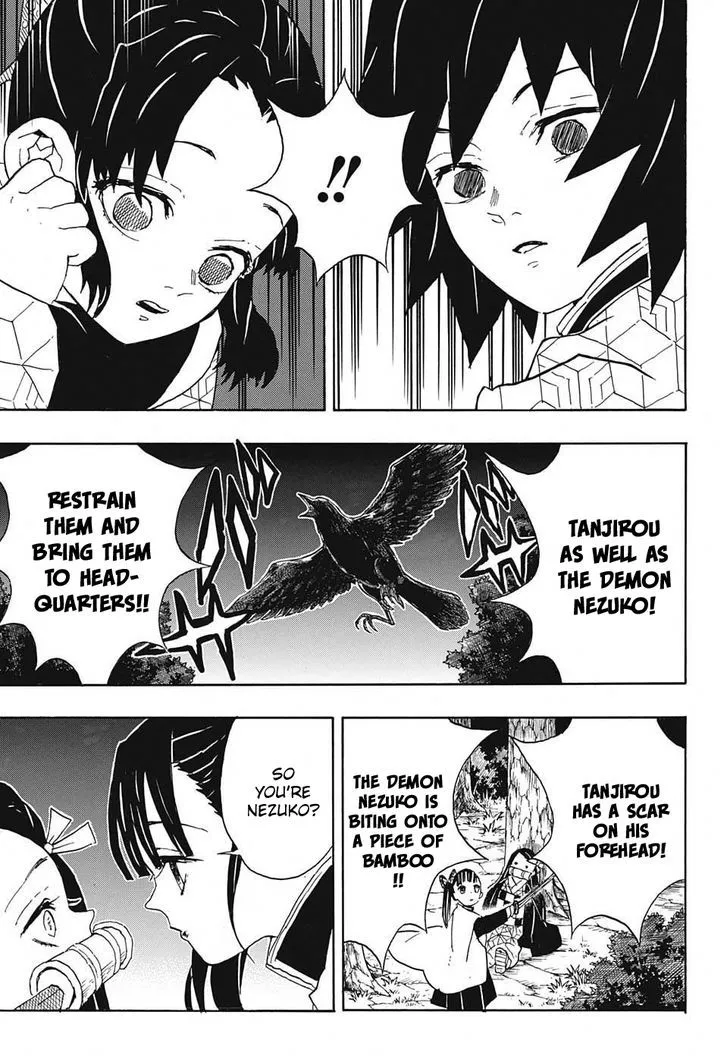 !!
TANJIROU
AS WELL AS
THE DEMON
NEZUKO!
RESTRAIN
THEM AND
BRING THEM
TO HEAD-
QUARTERS!!
TANJIROU
HAS A SCAR
ON HIS
FOREHEAD!
THE DEMON
NEZUKO IS
BITING ONTO
A PIECE OF
BAMBOO
!!
SO
YOU'RE
NEZUKO?